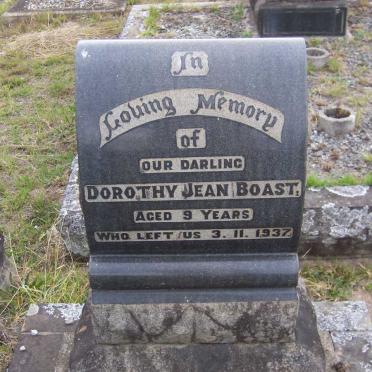 In
Loving Memory
of
OUR DARLING
DOROTHY JEAN BOAST,
AGED 9 YEARS
WHO LEFT US 3.11.1937.